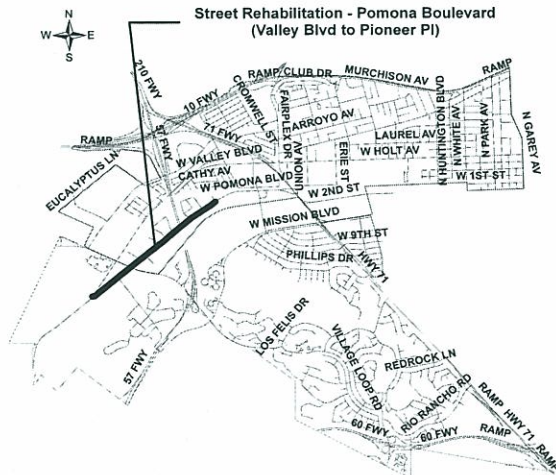 Street Rehabilitation - Pomona Boulevard
(Valley Blvd to Pioneer Pl)
N
W E
S
210 FWY
RAMP/CLUB DR
MURCHISON AV
RAMP
10 FWY
CROMWELL ST
FAIRPLEX DR
ARROYO AV
N HUNTINGTON BLVD
N WHITE AV
N PARK AV
N GAREY AV
RAMP
57 FWY
71 FWY
UNION AV
LAUREL AV
W HOLT AV
ERIE ST
W VALLEY BLVD
CATHY AV
W POMONA BLVD
W 1ST ST
EUCALYPTUS LN
W 2ND ST
W MISSION BLVD
W 9TH ST
PHILLIPS DR
HWY 71
LOS FELIS DR
57 FWY
VILLAGE LOOP RD
REDROCK LN
RIO RANCHO RD
RAMP
HWY 71
60 FWY
60 FWY
RAMP
RAMP